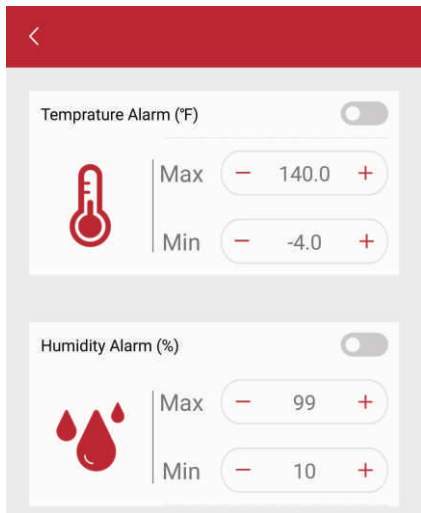 Temprature Alarm (°F)
Max − 140.0 +
Min − -4.0 +
Humidity Alarm (%)
Max − 99 +
Min − 10 +